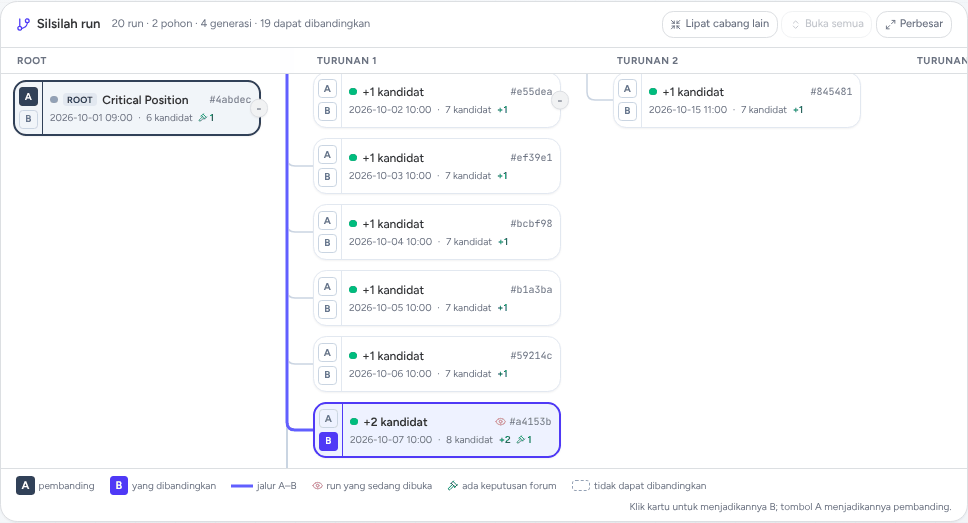 Silsilah run 20 run · 2 pohon · 4 generasi · 19 dapat dibandingkan Lipat cabang lain Buka semua Perbesar
ROOT TURUNAN 1 TURUNAN 2 TURUNAN
A ROOT Critical Position #4abdec
B 2026-10-01 09:00 · 6 kandidat 1
A +1 kandidat #e55dea
B 2026-10-02 10:00 · 7 kandidat +1
A +1 kandidat #845481
B 2026-10-15 11:00 · 7 kandidat +1
A +1 kandidat #ef39e1
B 2026-10-03 10:00 · 7 kandidat +1
A +1 kandidat #bcbf98
B 2026-10-04 10:00 · 7 kandidat +1
A +1 kandidat #b1a3ba
B 2026-10-05 10:00 · 7 kandidat +1
A +1 kandidat #59214c
B 2026-10-06 10:00 · 7 kandidat +1
A +2 kandidat #a4153b
B 2026-10-07 10:00 · 8 kandidat +2 1
A pembanding B yang dibandingkan jalur A–B run yang sedang dibuka ada keputusan forum tidak dapat dibandingkan
Klik kartu untuk menjadikannya B; tombol A menjadikannya pembanding.